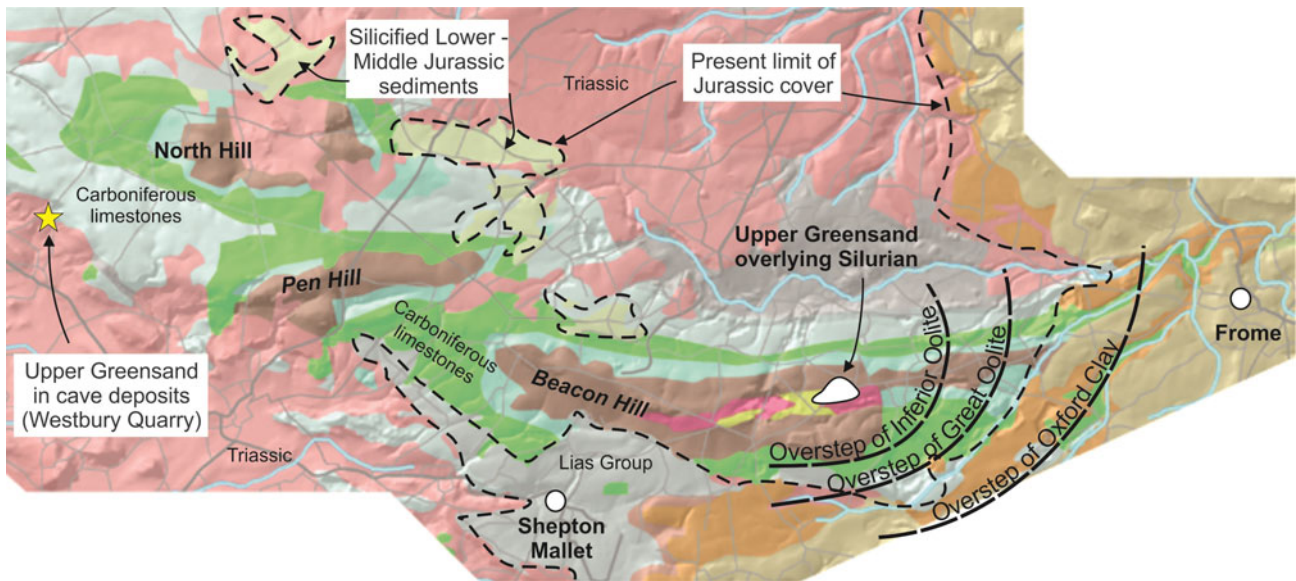 Silicified Lower -
Middle Jurassic
sediments
Triassic
Present limit of
Jurassic cover
North Hill
Carboniferous
limestones
Upper Greensand
overlying Silurian
Pen Hill
Carboniferous
limestones
Frome
Upper Greensand
in cave deposits
(Westbury Quarry)
Beacon Hill
Overstep of Inferior Oolite
Overstep of Great Oolite
Overstep of Oxford Clay
Triassic
Lias Group
Shepton
Mallet